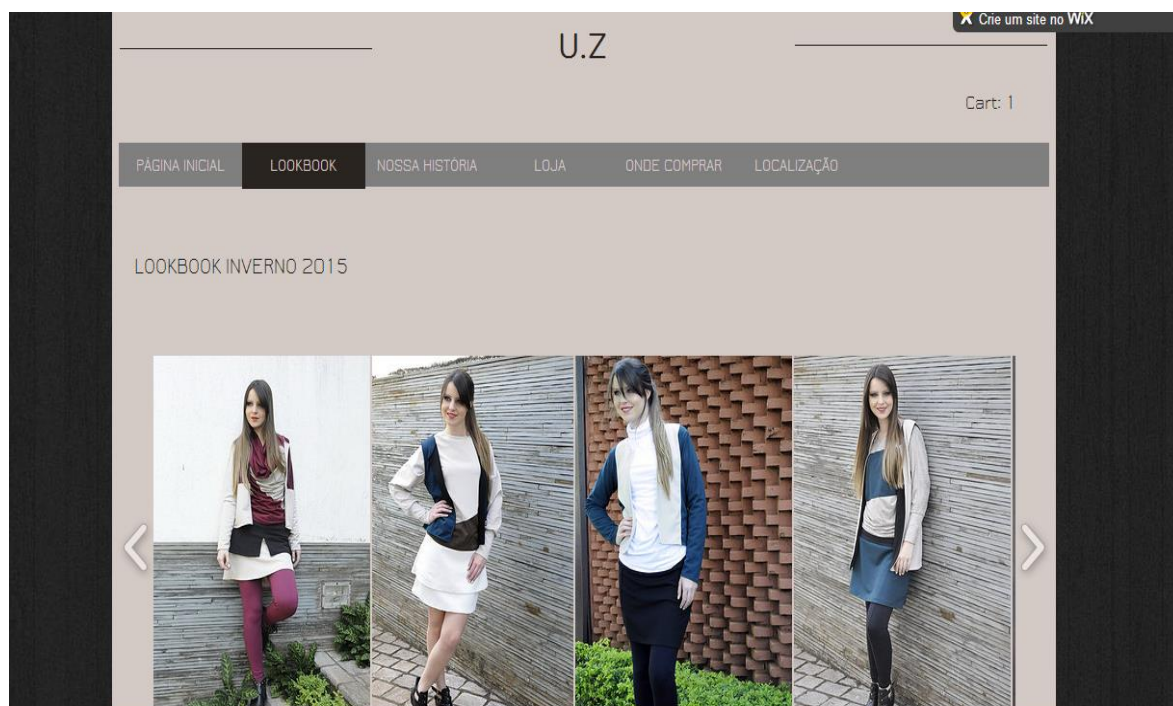 Crie um site no WiX
U.Z
Cart: 1
PÁGINA INICIAL LOOKBOOK NOSSA HISTÓRIA LOJA ONDE COMPRAR LOCALIZAÇÃO
LOOKBOOK INVERNO 2015